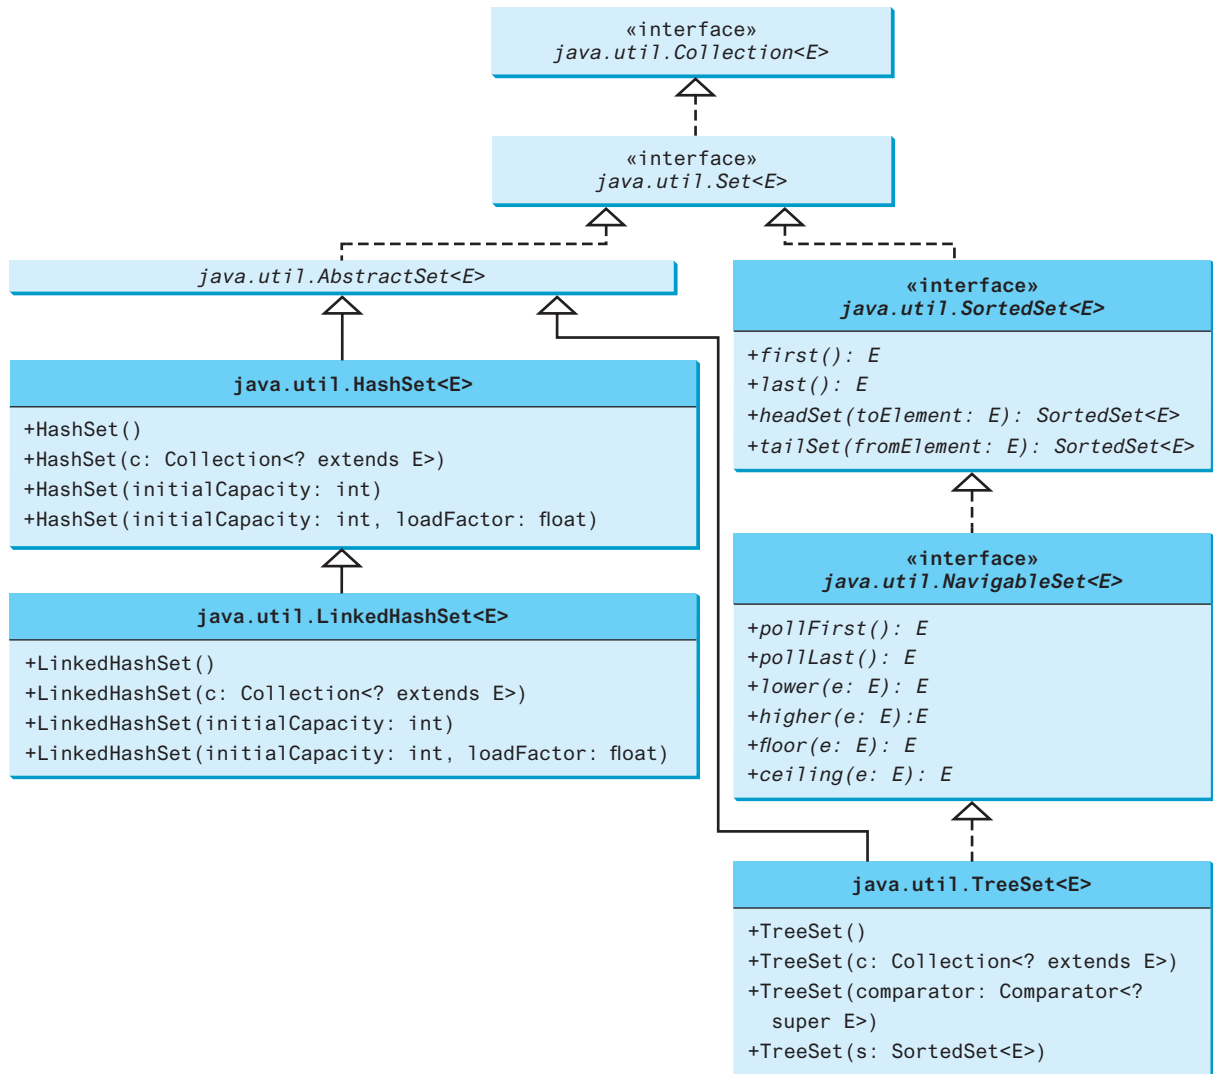 «interface»
java.util.Collection<E>
«interface»
java.util.Set<E>
java.util.AbstractSet<E>
«interface»
java.util.SortedSet<E>
+first(): E
+last(): E
+headSet(toElement: E): SortedSet<E>
+tailSet(fromElement: E): SortedSet<E>
java.util.HashSet<E>
+HashSet()
+HashSet(c: Collection<? extends E>)
+HashSet(initialCapacity: int)
+HashSet(initialCapacity: int, loadFactor: float)
«interface»
java.util.NavigableSet<E>
+pollFirst(): E
+pollLast(): E
+lower(e: E): E
+higher(e: E):E
+floor(e: E): E
+ceiling(e: E): E
java.util.LinkedHashSet<E>
+LinkedHashSet()
+LinkedHashSet(c: Collection<? extends E>)
+LinkedHashSet(initialCapacity: int)
+LinkedHashSet(initialCapacity: int, loadFactor: float)
java.util.TreeSet<E>
+TreeSet()
+TreeSet(c: Collection<? extends E>)
+TreeSet(comparator: Comparator<?
super E>)
+TreeSet(s: SortedSet<E>)